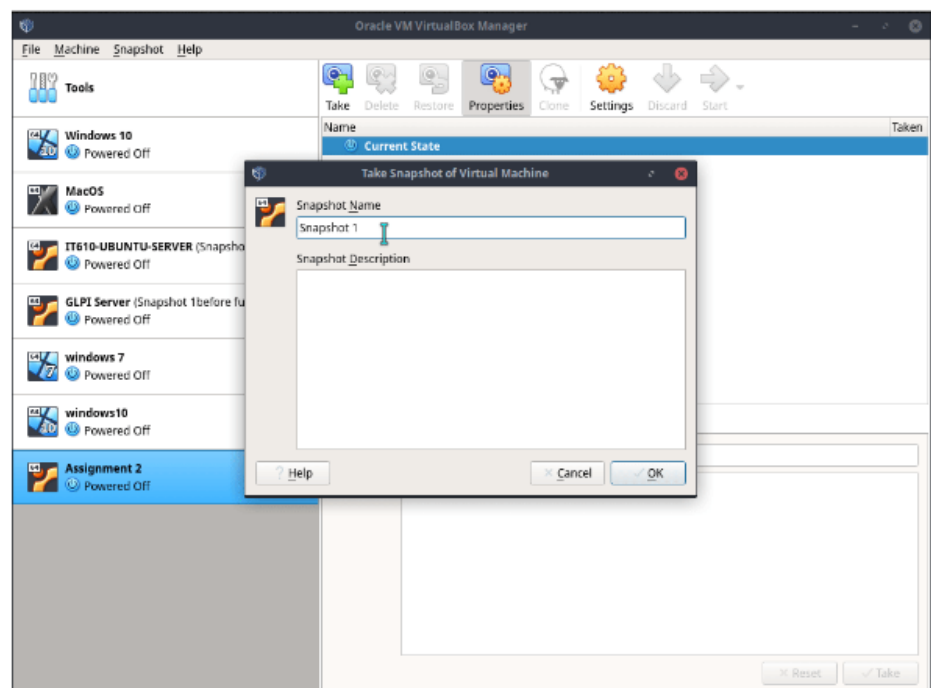 Oracle VM VirtualBox Manager
File Machine Snapshot Help
Tools
Take Delete Restore Properties Clone Settings Discard Start
Name Taken
Current State
Windows 10
Powered Off
MacOS
Powered Off
IT610-UBUNTU-SERVER (Snapsho
Powered Off
GLPI Server (Snapshot 1before fu
Powered Off
windows 7
Powered Off
windows10
Powered Off
Assignment 2
Powered Off
Take Snapshot of Virtual Machine
Snapshot Name
Snapshot 1
Snapshot Description
? Help
Cancel
OK
Reset
Take